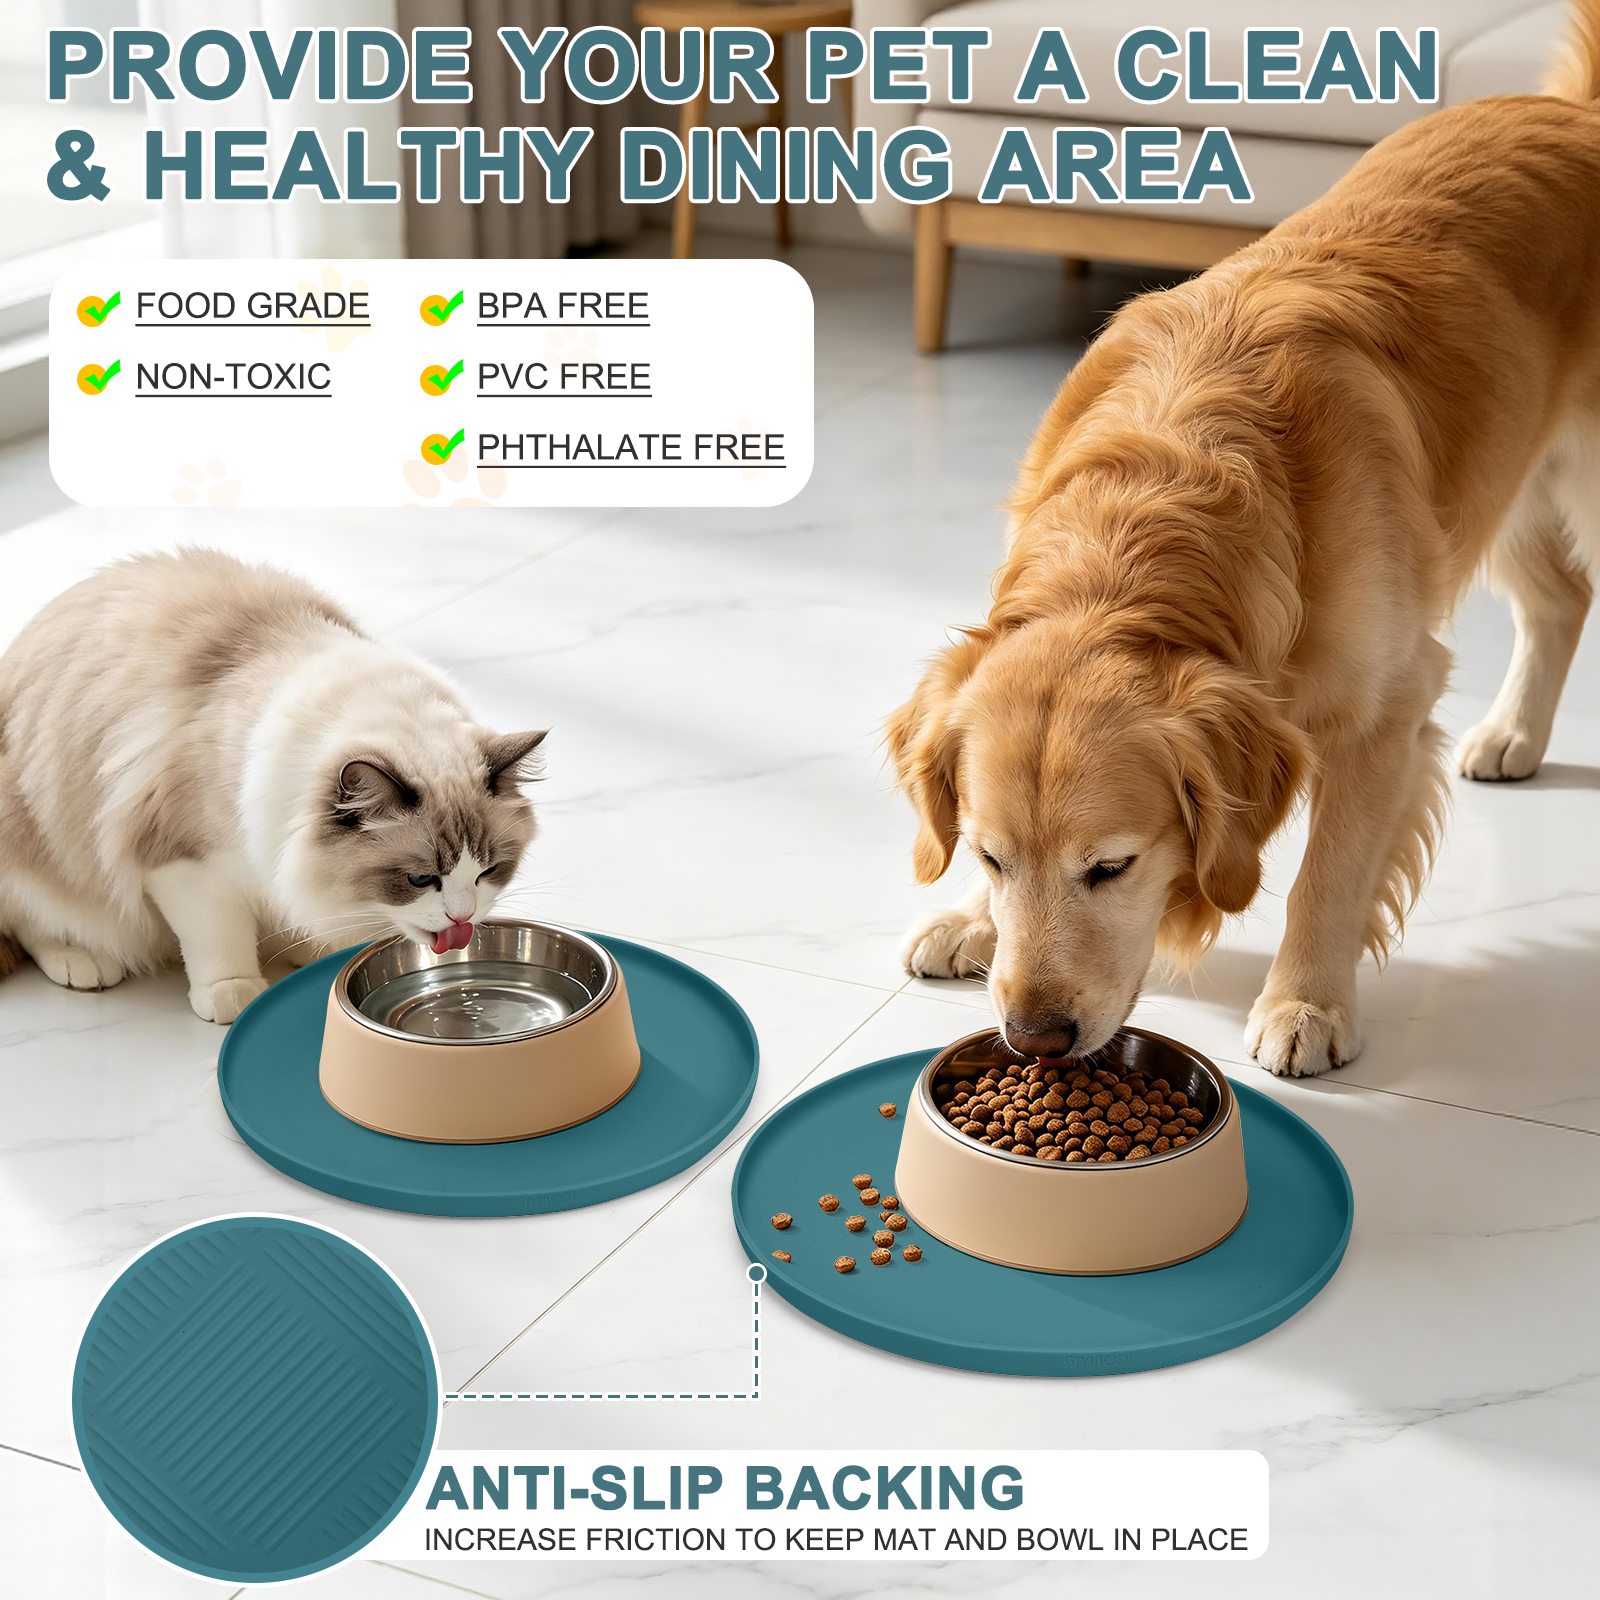 PROVIDE YOUR PET A CLEAN
& HEALTHY DINING AREA
FOOD GRADE
BPA FREE
NON-TOXIC
PVC FREE
PHTHALATE FREE
ANTI-SLIP BACKING
INCREASE FRICTION TO KEEP MAT AND BOWL IN PLACE